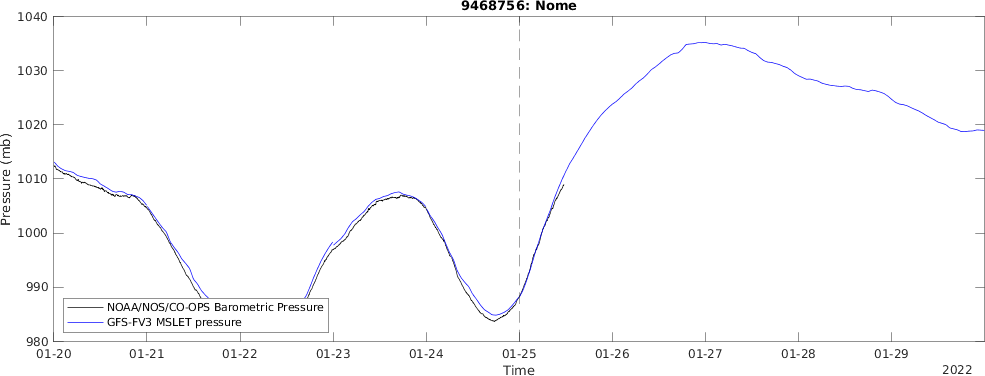 9468756: Nome
1040
1030
1020
1010
1000
990
980
Pressure (mb)
NOAA/NOS/CO-OPS Barometric Pressure
GFS-FV3 MSLET pressure
01-20 01-21 01-22 01-23 01-24 01-25 01-26 01-27 01-28 01-29
Time
2022